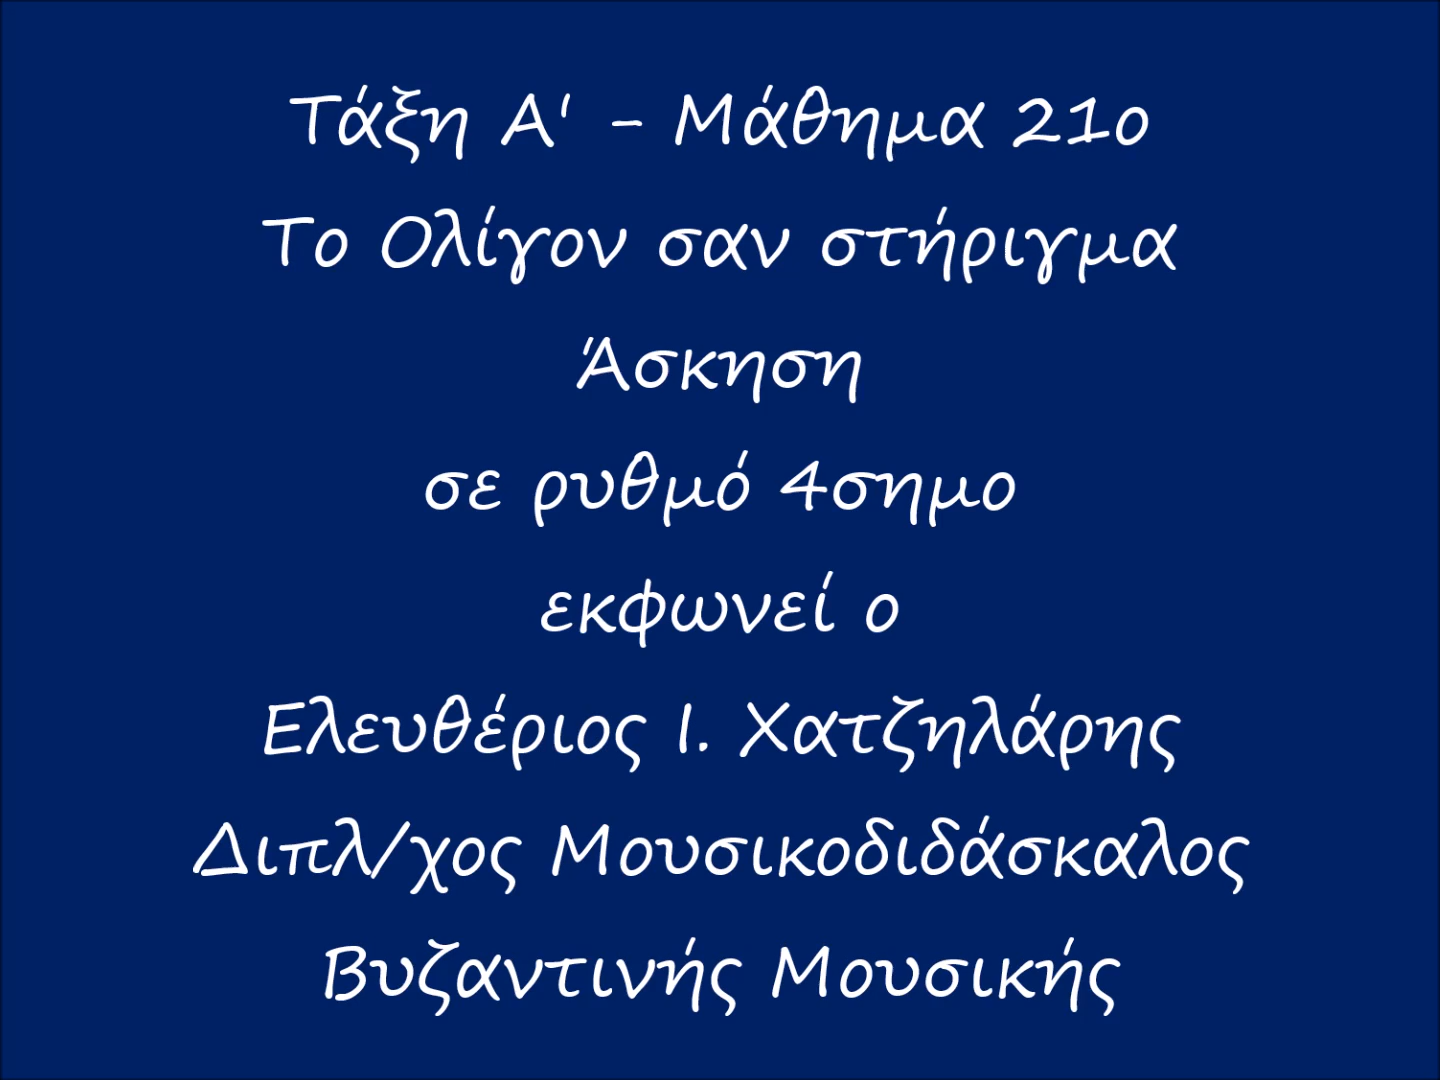 Τάξη Α' - Μάθημα 21ο
Το Ολίγον σαν στήριγμα
Άσκηση
σε ρυθμό 4σημο
εκφωνεί ο
Ελευθέριος Ι. Χατζηλάρης
Διπλ/χος Μουσικοδιδάσκαλος
Βυζαντινής Μουσικής